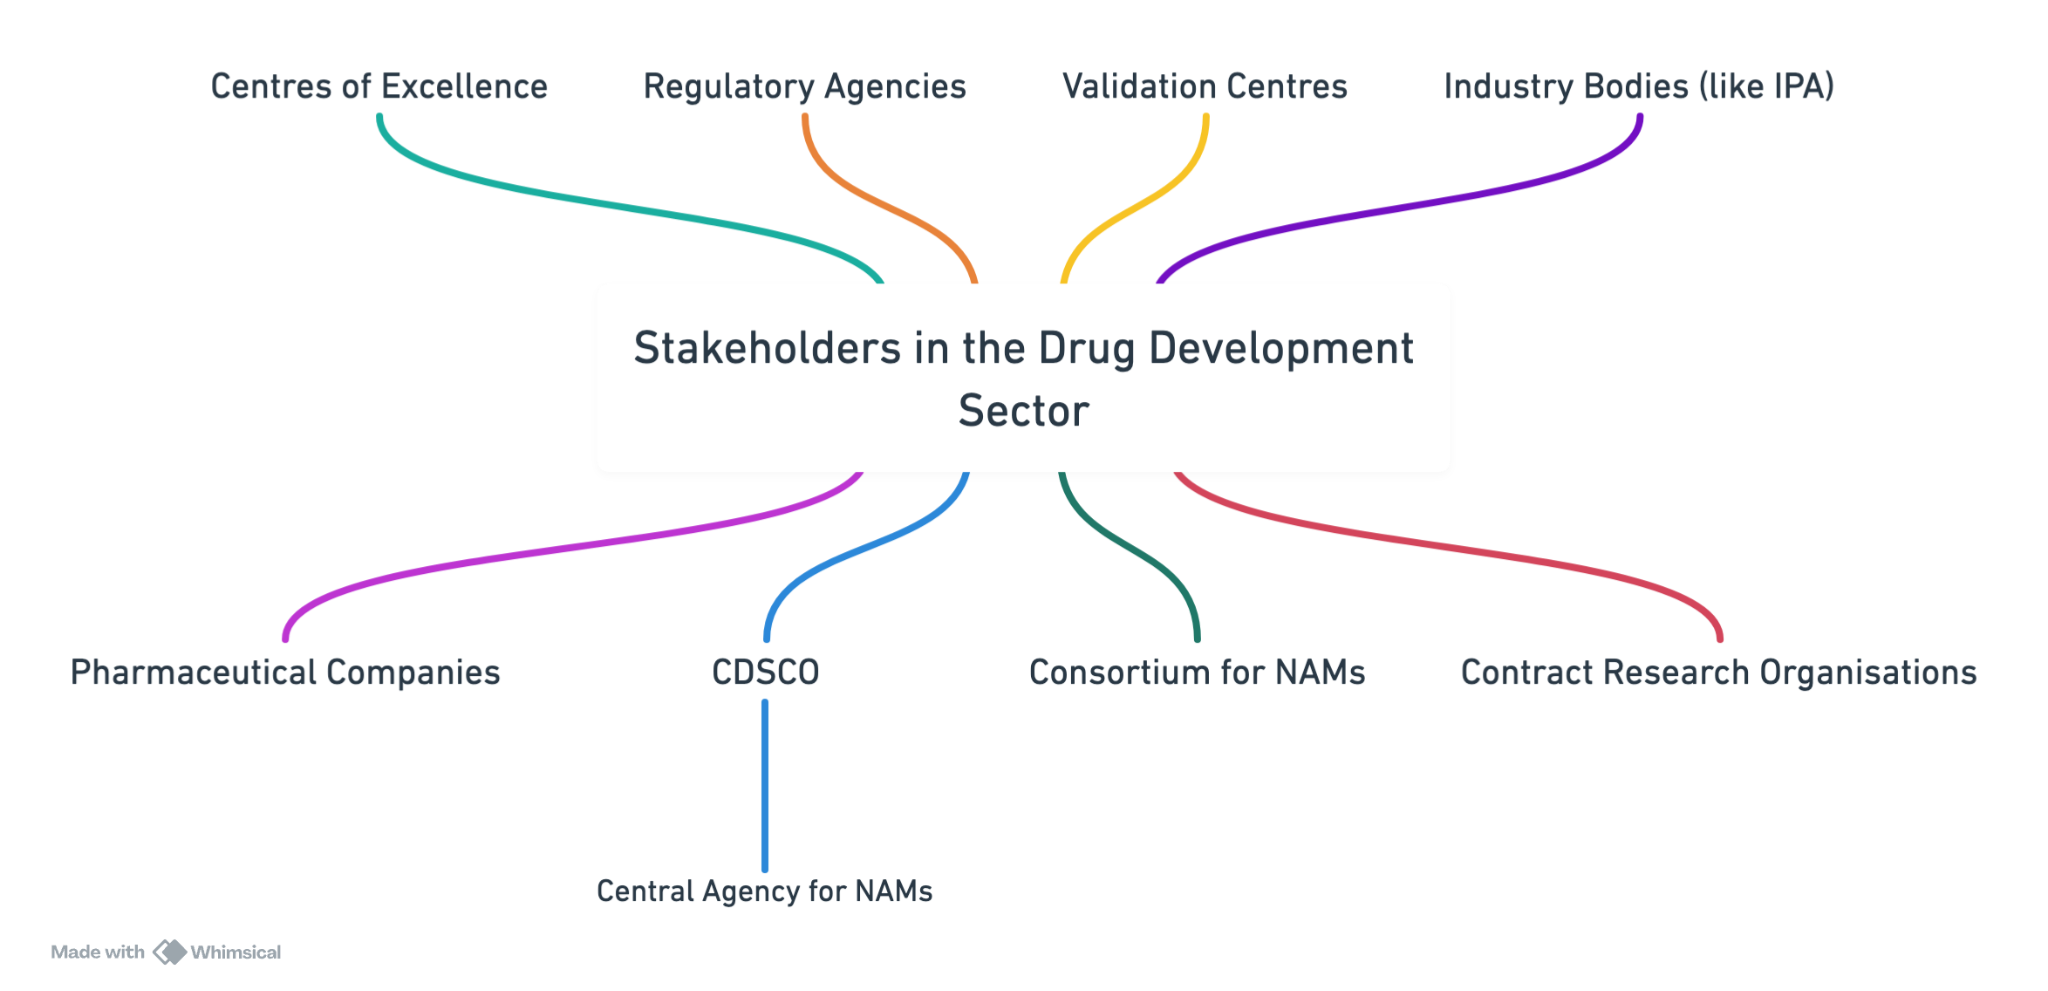 Centres of Excellence
Regulatory Agencies
Validation Centres
Industry Bodies (like IPA)
Stakeholders in the Drug Development
Sector
Pharmaceutical Companies
CDSCO
Consortium for NAMs
Contract Research Organisations
Central Agency for NAMs
Made with Whimsical